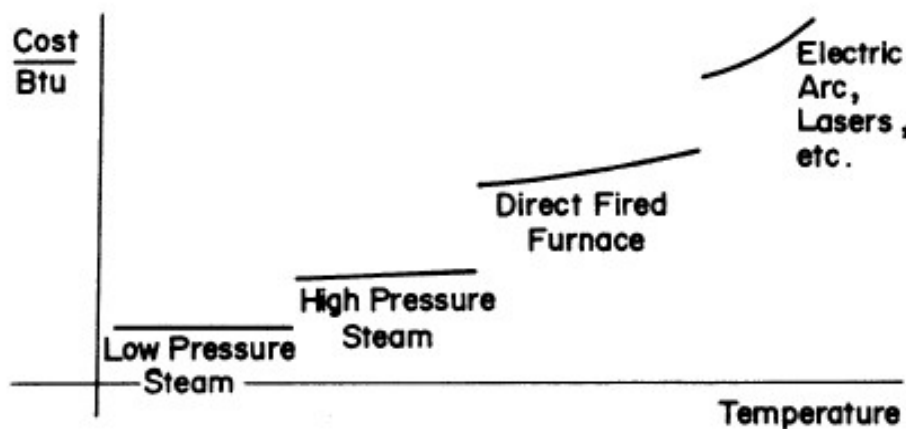 Cost
Btu
Electric
Arc,
Lasers,
etc.
Direct Fired
Furnace
High Pressure
Steam
Low Pressure
Steam
Temperature